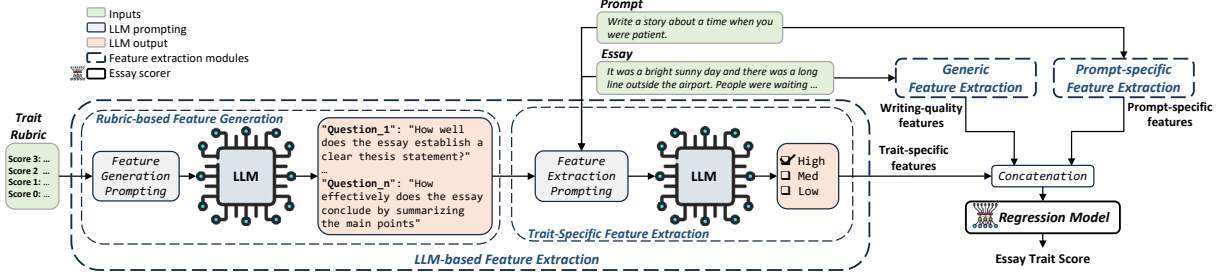 Inputs
LLM prompting
LLM output
Feature extraction modules
Essay scorer
Prompt
Write a story about a time when you
were patient.
Essay
It was a bright sunny day and there was a long
line outside the airport. People were waiting ...
Generic
Feature Extraction
Prompt-specific
Feature Extraction
Writing-quality
features
Prompt-specific
features
Trait-specific
features
Concatenation
Regression Model
Essay Trait Score
Trait
Rubric
Score 3: ...
Score 2 ...
Score 1: ...
Score 0: ...
Rubric-based Feature Generation
Feature
Generation
Prompting
LLM
"Question_1": "How well
does the essay establish a
clear thesis statement?"
...
"Question_n": "How
effectively does the essay
conclude by summarizing
the main points"
Feature
Extraction
Prompting
LLM
High
Med
Low
Trait-Specific Feature Extraction
LLM-based Feature Extraction